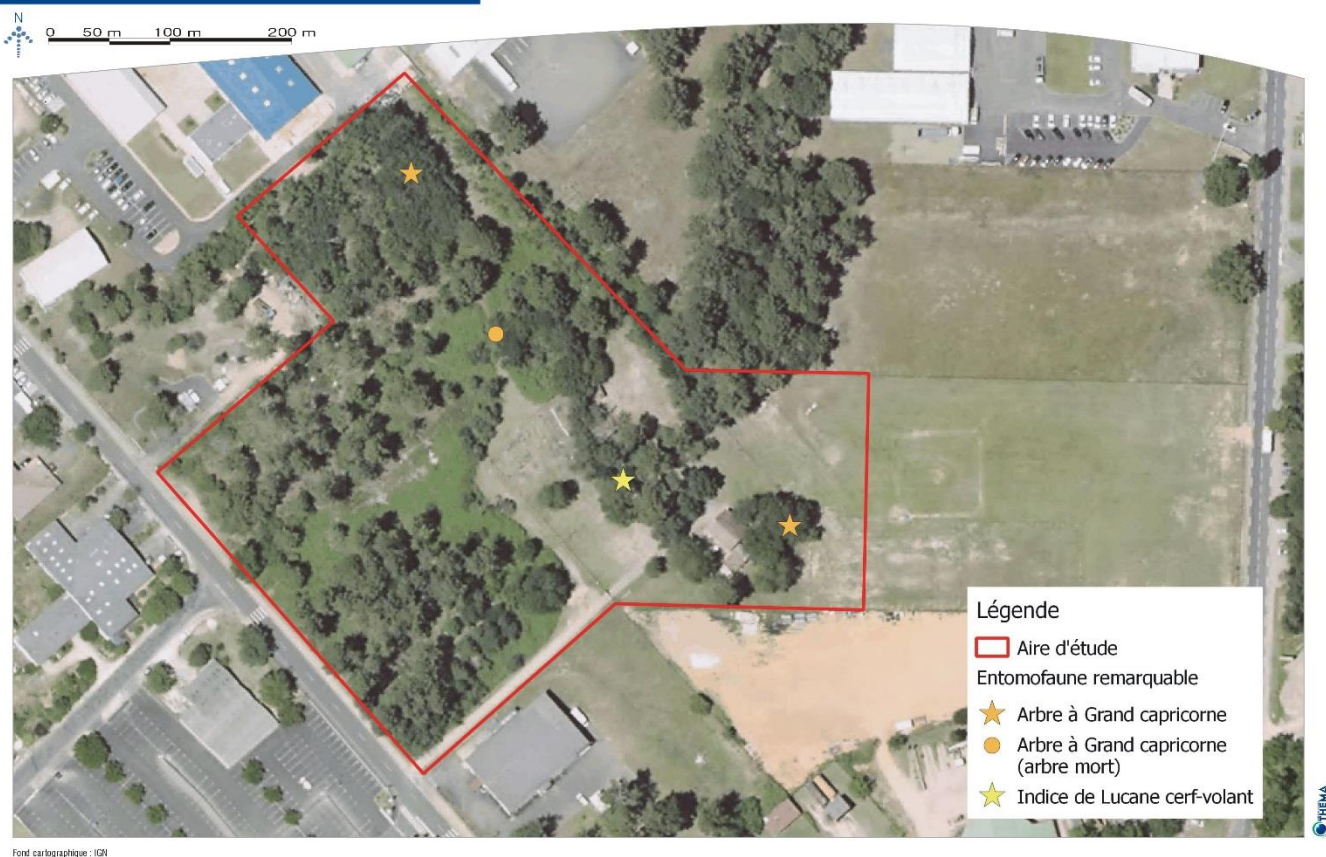 N
0 50 m 100 m 200 m
Légende
Aire d'étude
Entomofaune remarquable
Arbre à Grand capricorne
Arbre à Grand capricorne
(arbre mort)
Indice de Lucane cerf-volant
THEMA
Fond cartographique : IGN